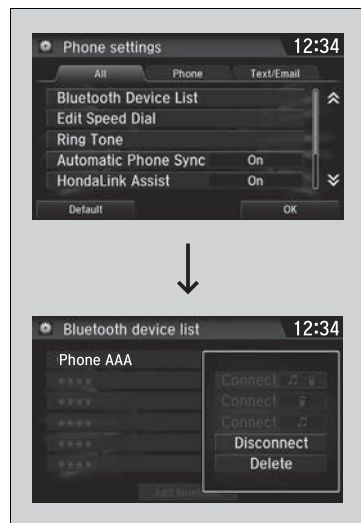 Phone settings 12:34
All Phone Text/Email
Bluetooth Device List
Edit Speed Dial
Ring Tone
Automatic Phone Sync On
HondaLink Assist On
Default OK
Bluetooth device list 12:34
Phone AAA
**** Connect
**** Connect
**** Connect
**** Disconnect
**** Delete
Add